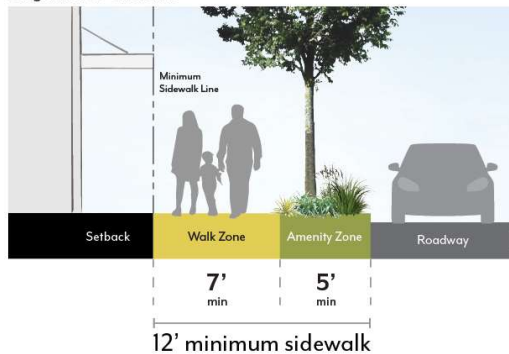 Minimum
Sidewalk Line
Setback
Walk Zone
Amenity Zone
Roadway
7'
min
5'
min
12' minimum sidewalk